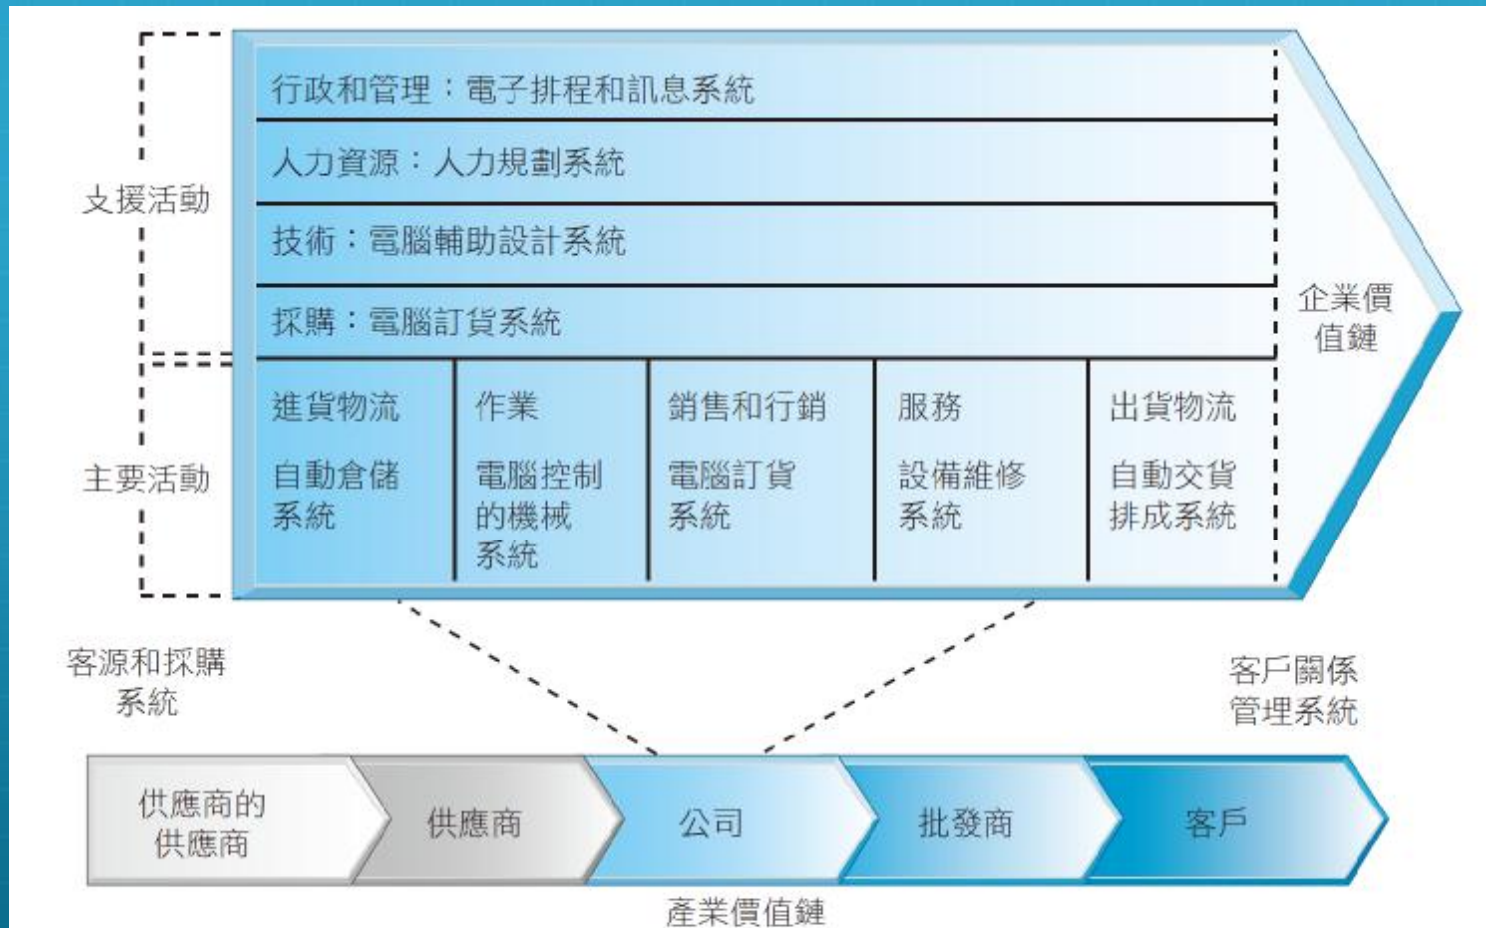 行政和管理：電子排程和訊息系統
人力資源：人力規劃系統
技術：電腦輔助設計系統
採購：電腦訂貨系統
支援活動
企業價
值鏈
主要活動
進貨物流
自動倉儲
系統
作業
電腦控制
的機械
系統
銷售和行銷
電腦訂貨
系統
服務
設備維修
系統
出貨物流
自動交貨
排成系統
客源和採購
系統
客戶關係
管理系統
供應商的
供應商
供應商
公司
批發商
客戶
產業價值鏈